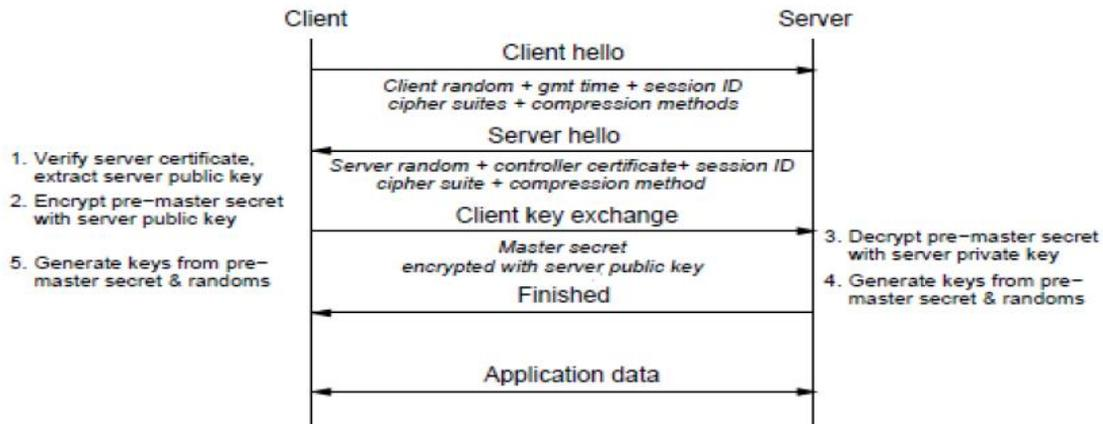 Client
Server
Client hello
Client random + gmt time + session ID
cipher suites + compression methods
Server hello
1. Verify server certificate,
extract server public key
Server random + controller certificate+ session ID
cipher suite + compression method
2. Encrypt pre-master secret
with server public key
Client key exchange
Master secret
encrypted with server public key
3. Decrypt pre-master secret
with server private key
5. Generate keys from pre-
master secret & randoms
4. Generate keys from pre-
master secret & randoms
Finished
Application data